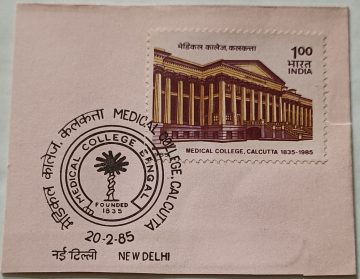 मेडिकल कालेज, कलकत्ता
1.00
भारत
INDIA
MEDICAL COLLEGE, CALCUTTA 1835-1985
मेडिकल कालेज, कलकत्ता MEDICAL COLLEGE, CALCUTTA
MEDICAL COLLEGE BENGAL
FOUNDED
1835
20-2-85
नई दिल्ली NEW DELHI